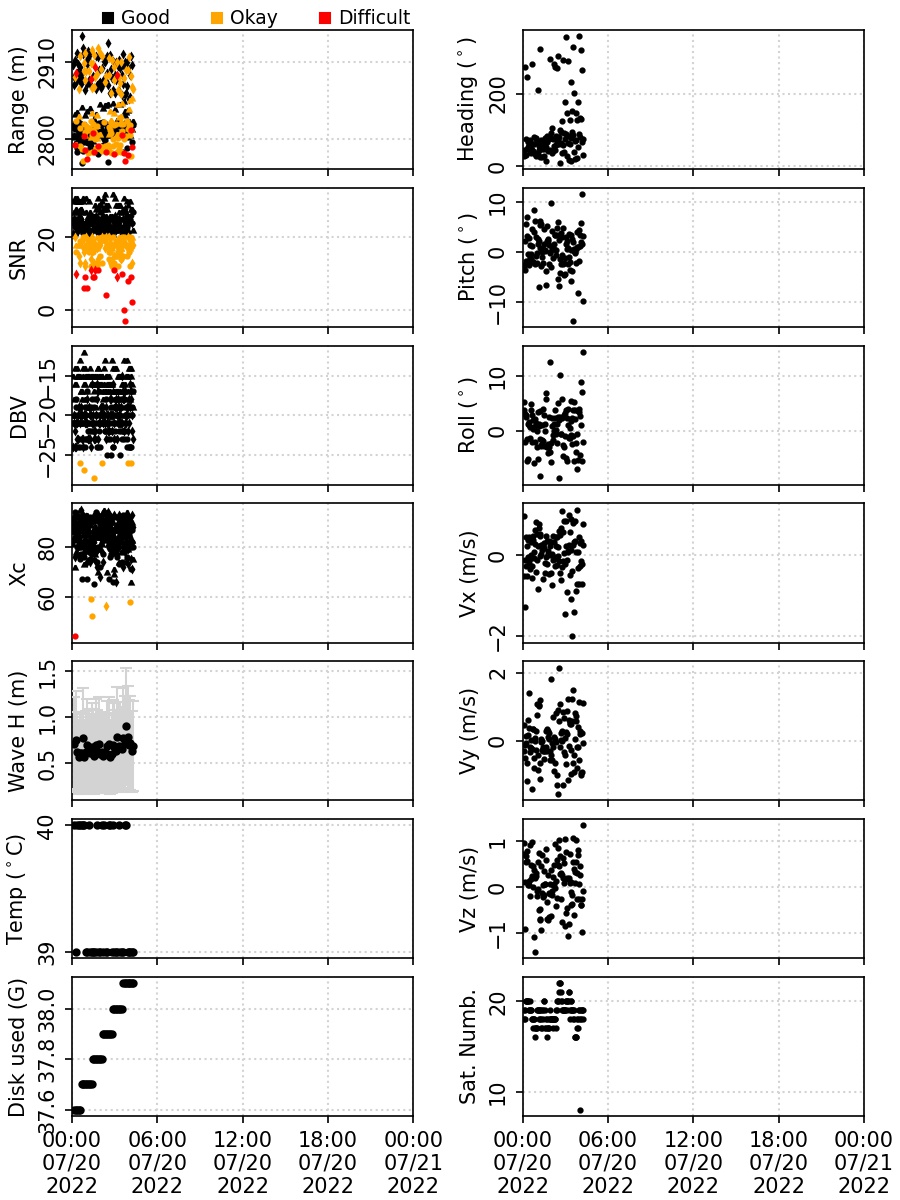 Good Okay Difficult
Range (m)
2910
2800
Heading (°)
200
0
SNR
20
0
Pitch (°)
10
0
−10
DBV
−15
−20
−25
Roll (°)
10
0
Xc
80
60
Vx (m/s)
0
−2
Wave H (m)
1.5
1.0
0.5
Vy (m/s)
2
0
Temp (°C)
40
39
Vz (m/s)
1
0
−1
Disk used (G)
38.0
37.8
37.6
Sat. Numb.
20
10
00:00 06:00 12:00 18:00 00:00
07/20 07/20 07/20 07/20 07/21
2022 2022 2022 2022 2022
00:00 06:00 12:00 18:00 00:00
07/20 07/20 07/20 07/20 07/21
2022 2022 2022 2022 2022